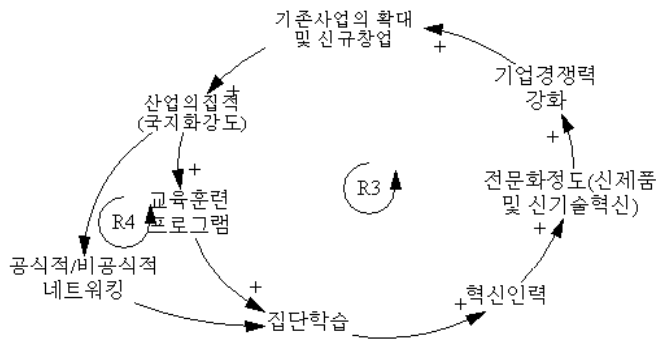 기존사업의 확대
및 신규창업
+
기업경쟁력
강화
+
산업의집적
(국지화강도)
+
+
전문화정도(신제품
및 신기술혁신)
+
R3
교육훈련
프로그램
R4
공식적/비공식적
네트워킹
+
집단학습
+
혁신인력